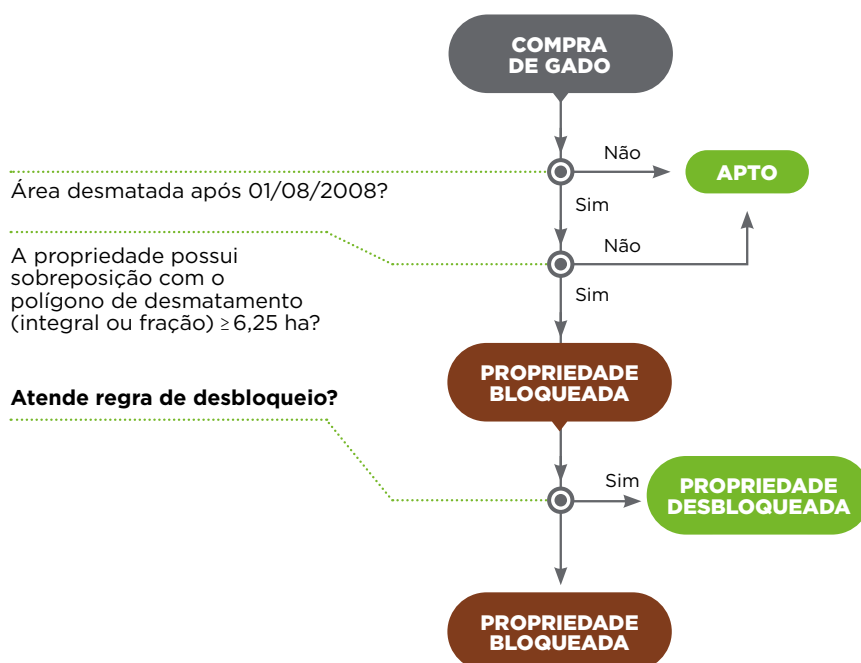 COMPRA
DE GADO
Não
APTO
Área desmatada após 01/08/2008?
Sim
Não
A propriedade possui
sobreposição com o
polígono de desmatamento
(integral ou fração) ≥ 6,25 ha?
Sim
PROPRIEDADE
BLOQUEADA
Atende regra de desbloqueio?
Sim
PROPRIEDADE
DESBLOQUEADA
PROPRIEDADE
BLOQUEADA